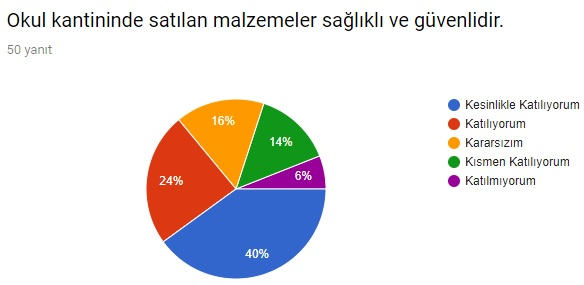 Okul kantininde satılan malzemeler sağlıklı ve güvenlidir.
50 yanıt
Kesinlikle Katılıyorum
Katılıyorum
Kararsızım
Kısmen Katılıyorum
Katılmıyorum
16%
14%
24%
6%
40%